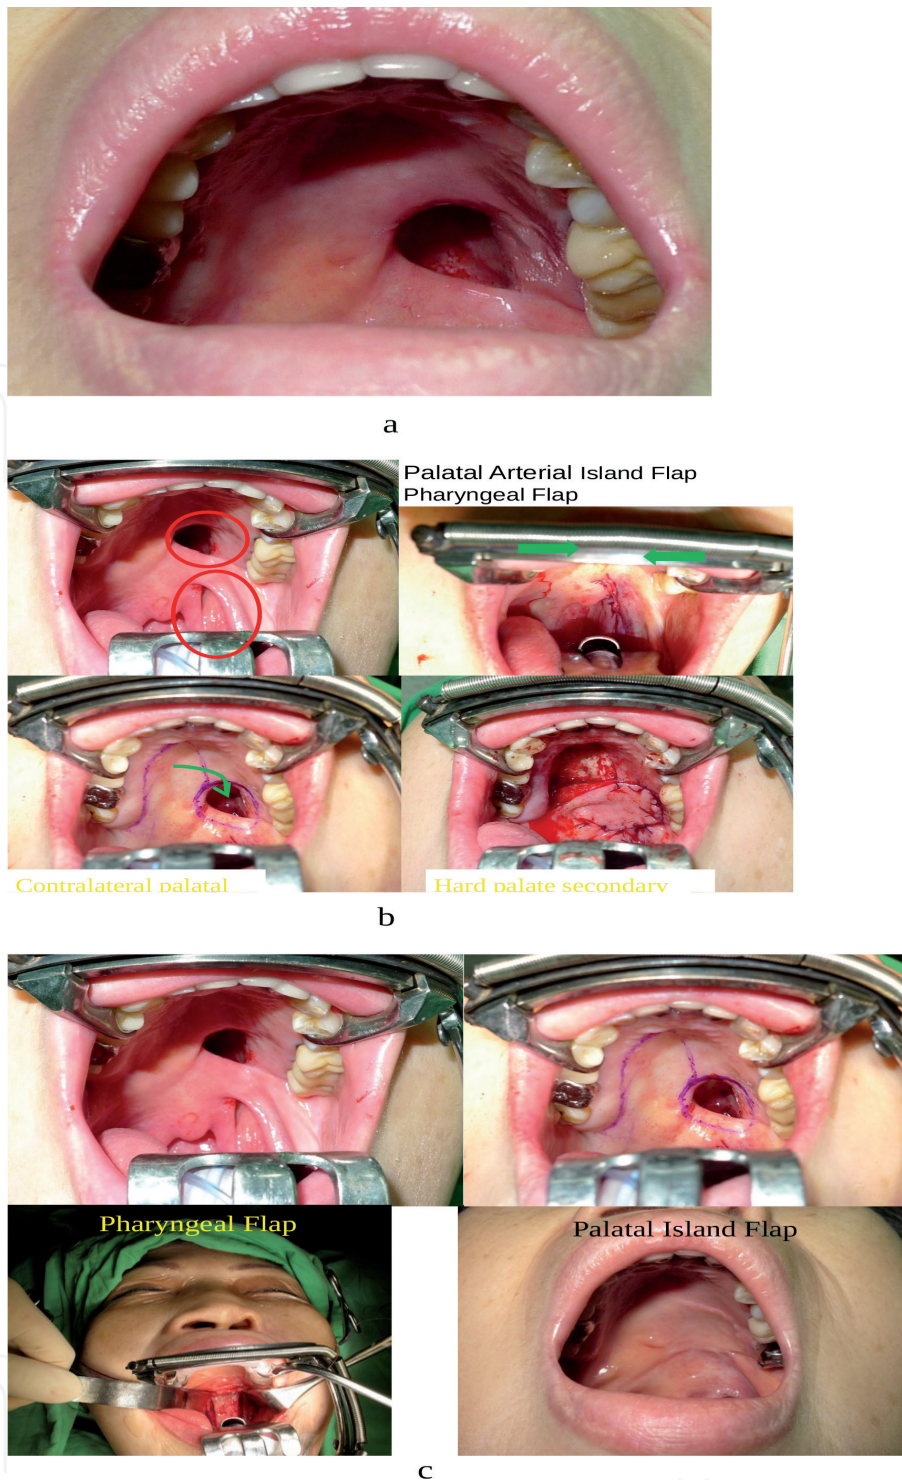 a
Palatal Arterial Island Flap
Pharyngeal Flap
Contralateral palatal
Hard palate secondary
b
Pharyngeal Flap
Palatal Island Flap
c